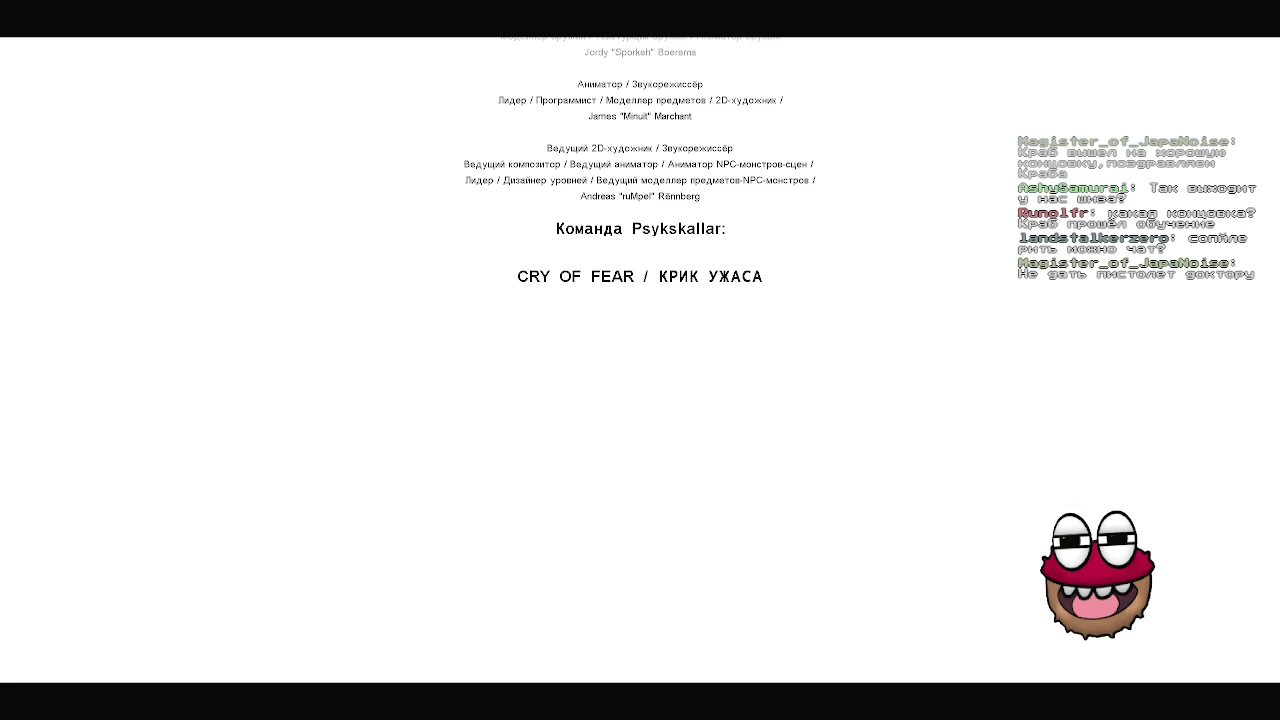 Jordy "Sporkeh" Boerema
Аниматор / Звукорежиссёр
Лидер / Программист / Моделлер предметов / 2D-художник /
James "Minuit" Marchant
Ведущий 2D-художник / Звукорежиссёр
Ведущий композитор / Ведущий аниматор / Аниматор NPC-монстров-сцен /
Лидер / Дизайнер уровней / Ведущий моделлер предметов-NPC-монстров /
Andreas "ruMpel" Rënnberg
Команда Psykskallar:
CRY OF FEAR / КРИК УЖАСА
Magister_of_JapaNoise:
Краб вышел на хорошую
концовку,поздравляем
Краба
AshySamurai: Так выходит
у нас шиза?
Runolfr: какая концовка?
Краб прошёл обучение
landstalkerzero: сопйле
рить можно чат?
Magister_of_JapaNoise:
Не дать пистолет доктору